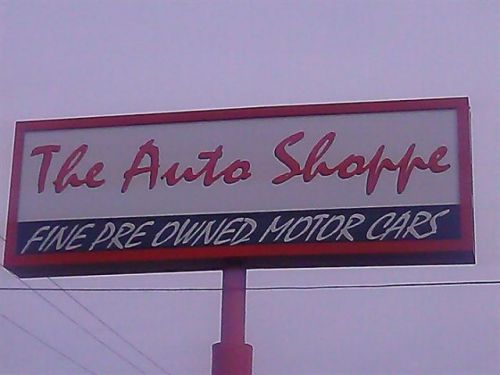 The Auto Shoppe
FINE PRE OWNED MOTOR CARS